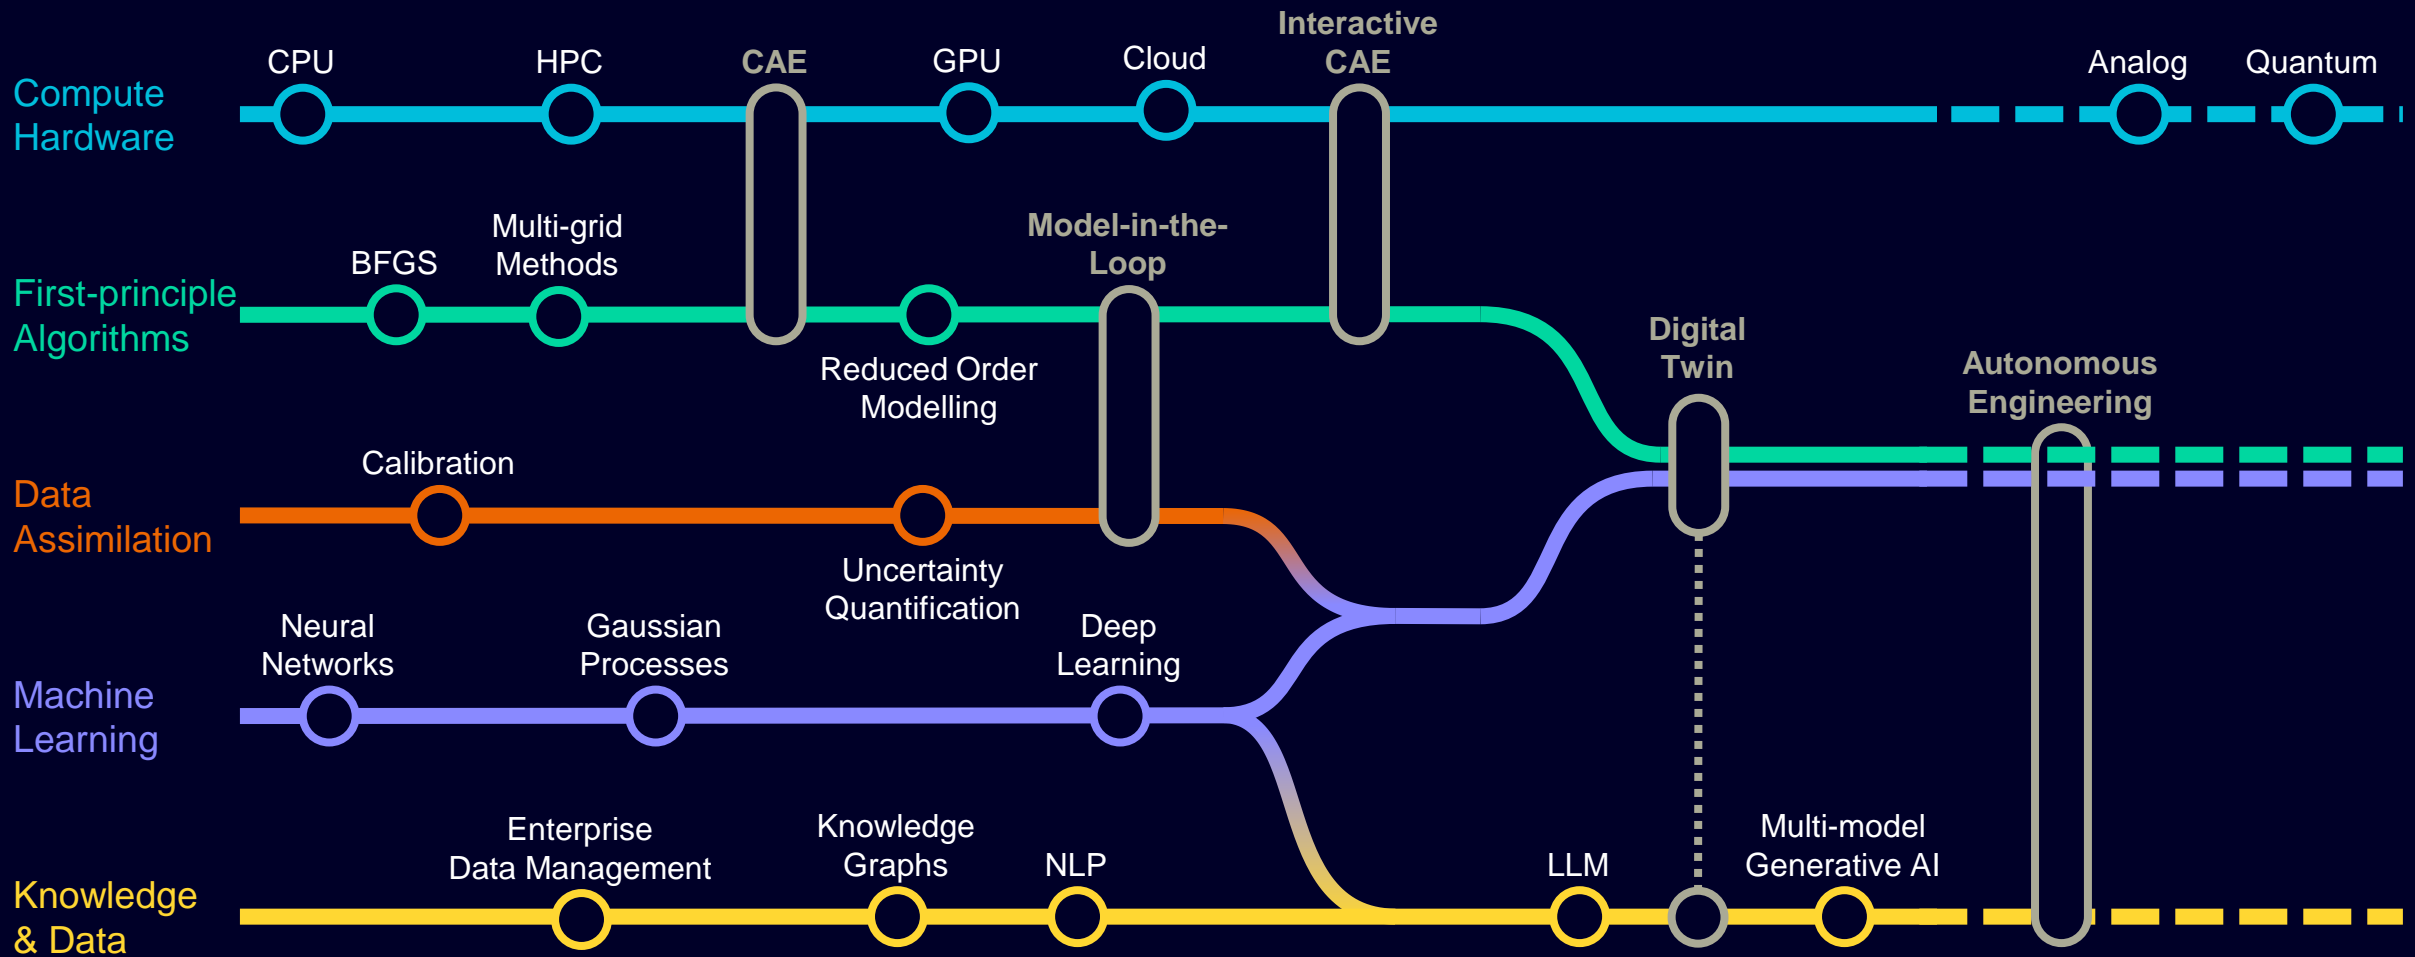 Interactive
CAE
CPU
HPC
CAE
GPU
Cloud
Analog
Quantum
Compute
Hardware
Multi-grid
Methods
Model-in-the-
Loop
BFGS
First-principle
Algorithms
Reduced Order
Modelling
Digital
Twin
Autonomous
Engineering
Calibration
Data
Assimilation
Uncertainty
Quantification
Neural
Networks
Gaussian
Processes
Deep
Learning
Machine
Learning
Enterprise
Data Management
Knowledge
Graphs
NLP
LLM
Multi-model
Generative AI
Knowledge
& Data